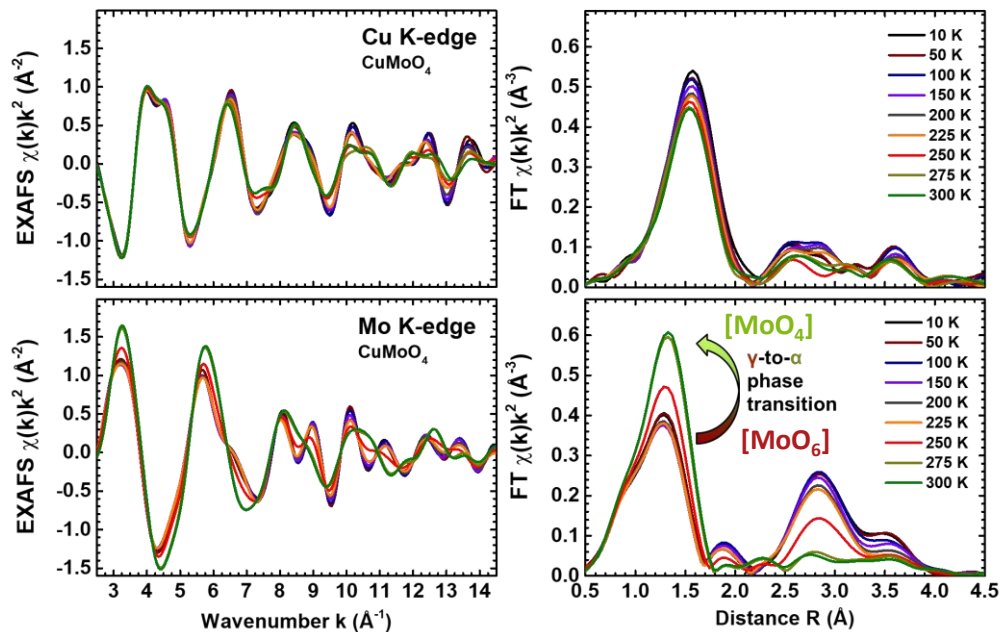 EXAFS χ(k)k² (Å⁻²)
1.5
1.0
0.5
0.0
-0.5
-1.0
-1.5
Cu K-edge
CuMoO₄
FT χ(k)k² (Å⁻³)
0.6
0.5
0.4
0.3
0.2
0.1
0.0
10 K
50 K
100 K
150 K
200 K
225 K
250 K
275 K
300 K
EXAFS χ(k)k² (Å⁻²)
1.5
1.0
0.5
0.0
-0.5
-1.0
-1.5
Mo K-edge
CuMoO₄
3 4 5 6 7 8 9 10 11 12 13 14
Wavenumber k (Å⁻¹)
FT χ(k)k² (Å⁻³)
0.6
0.5
0.4
0.3
0.2
0.1
0.0
[MoO₄]
γ-to-α
phase
transition
[MoO₆]
10 K
50 K
100 K
150 K
200 K
225 K
250 K
275 K
300 K
0.5 1.0 1.5 2.0 2.5 3.0 3.5 4.0 4.5
Distance R (Å)